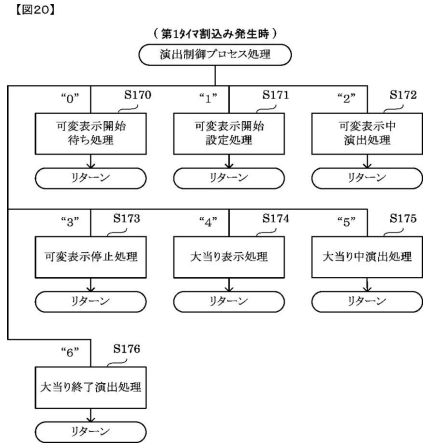 【図20】
(第1タイマ割込み発生時)
演出制御プロセス処理
“0” S170 “1” S171 “2” S172
可変表示開始 可変表示開始 可変表示中
待ち処理 設定処理 演出処理
リターン リターン リターン
“3” S173 “4” S174 “5” S175
可変表示停止処理 大当り表示処理 大当り中演出処理
リターン リターン リターン
“6” S176
大当り終了演出処理
リターン